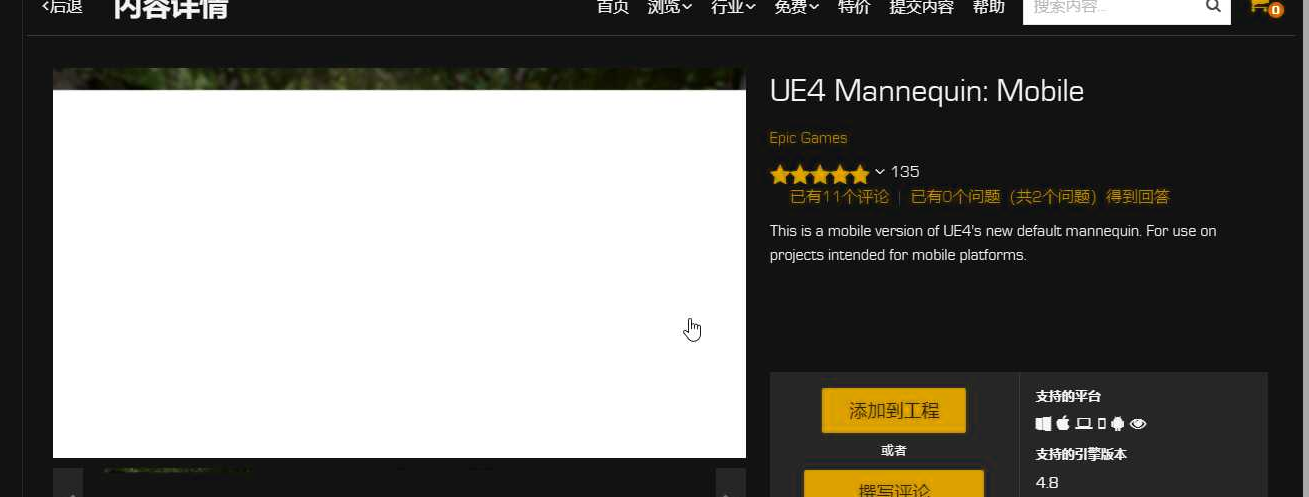 ‹后退 内容详情 首页 浏览 行业 免费 特价 提交内容 帮助 搜索内容... 0
UE4 Mannequin: Mobile
Epic Games
135
已有11个评论 | 已有0个问题（共2个问题）得到回答
This is a mobile version of UE4's new default mannequin. For use on
projects intended for mobile platforms.
添加到工程
或者
撰写评论
支持的平台
支持的引擎版本
4.8